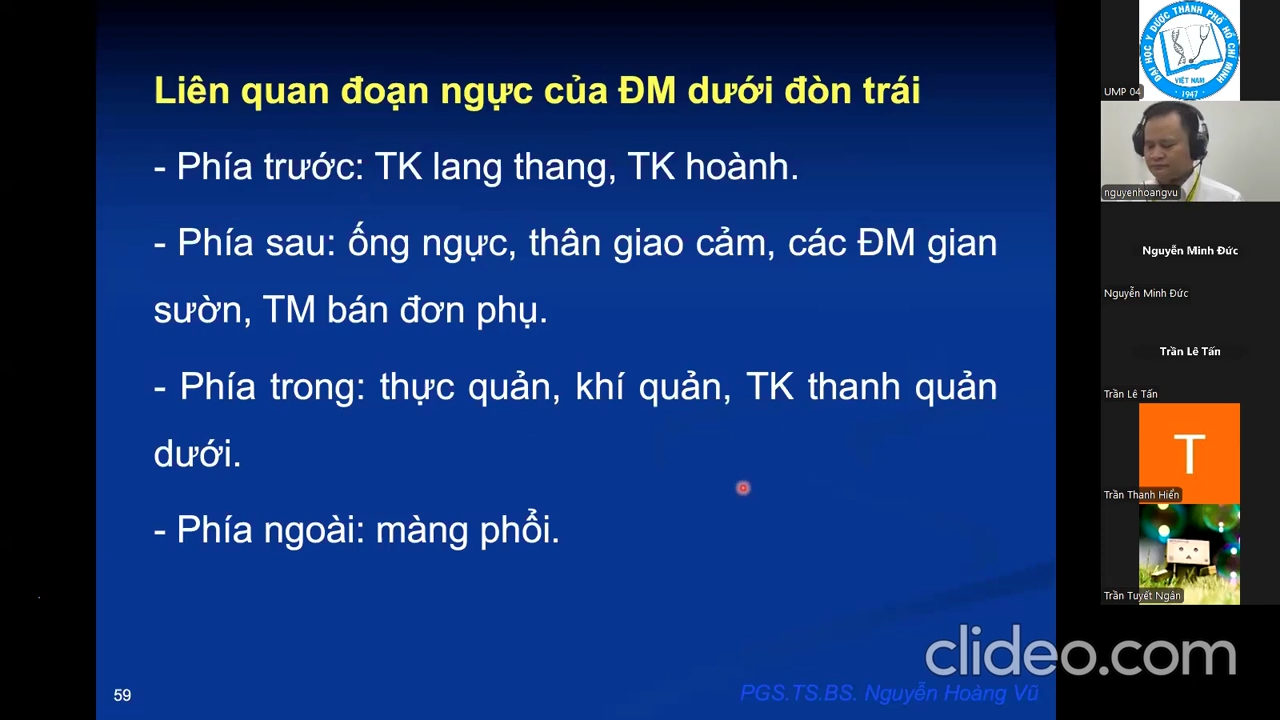 Liên quan đoạn ngực của ĐM dưới đòn trái
- Phía trước: TK lang thang, TK hoành.
- Phía sau: ống ngực, thân giao cảm, các ĐM gian
sườn, TM bán đơn phụ.
- Phía trong: thực quản, khí quản, TK thanh quản
dưới.
- Phía ngoài: màng phổi.
59
PGS.TS.BS. Nguyễn Hoàng Vũ
clideo.com
ĐẠI HỌC Y DƯỢC THÀNH PHỐ HỒ CHÍ MINH
VIỆT NAM
1947
UMP 04
nguyenhoangvu
Nguyễn Minh Đức
Nguyễn Minh Đức
Trần Lê Tấn
Trần Lê Tấn
T
Trần Thanh Hiển
Trần Tuyết Ngân